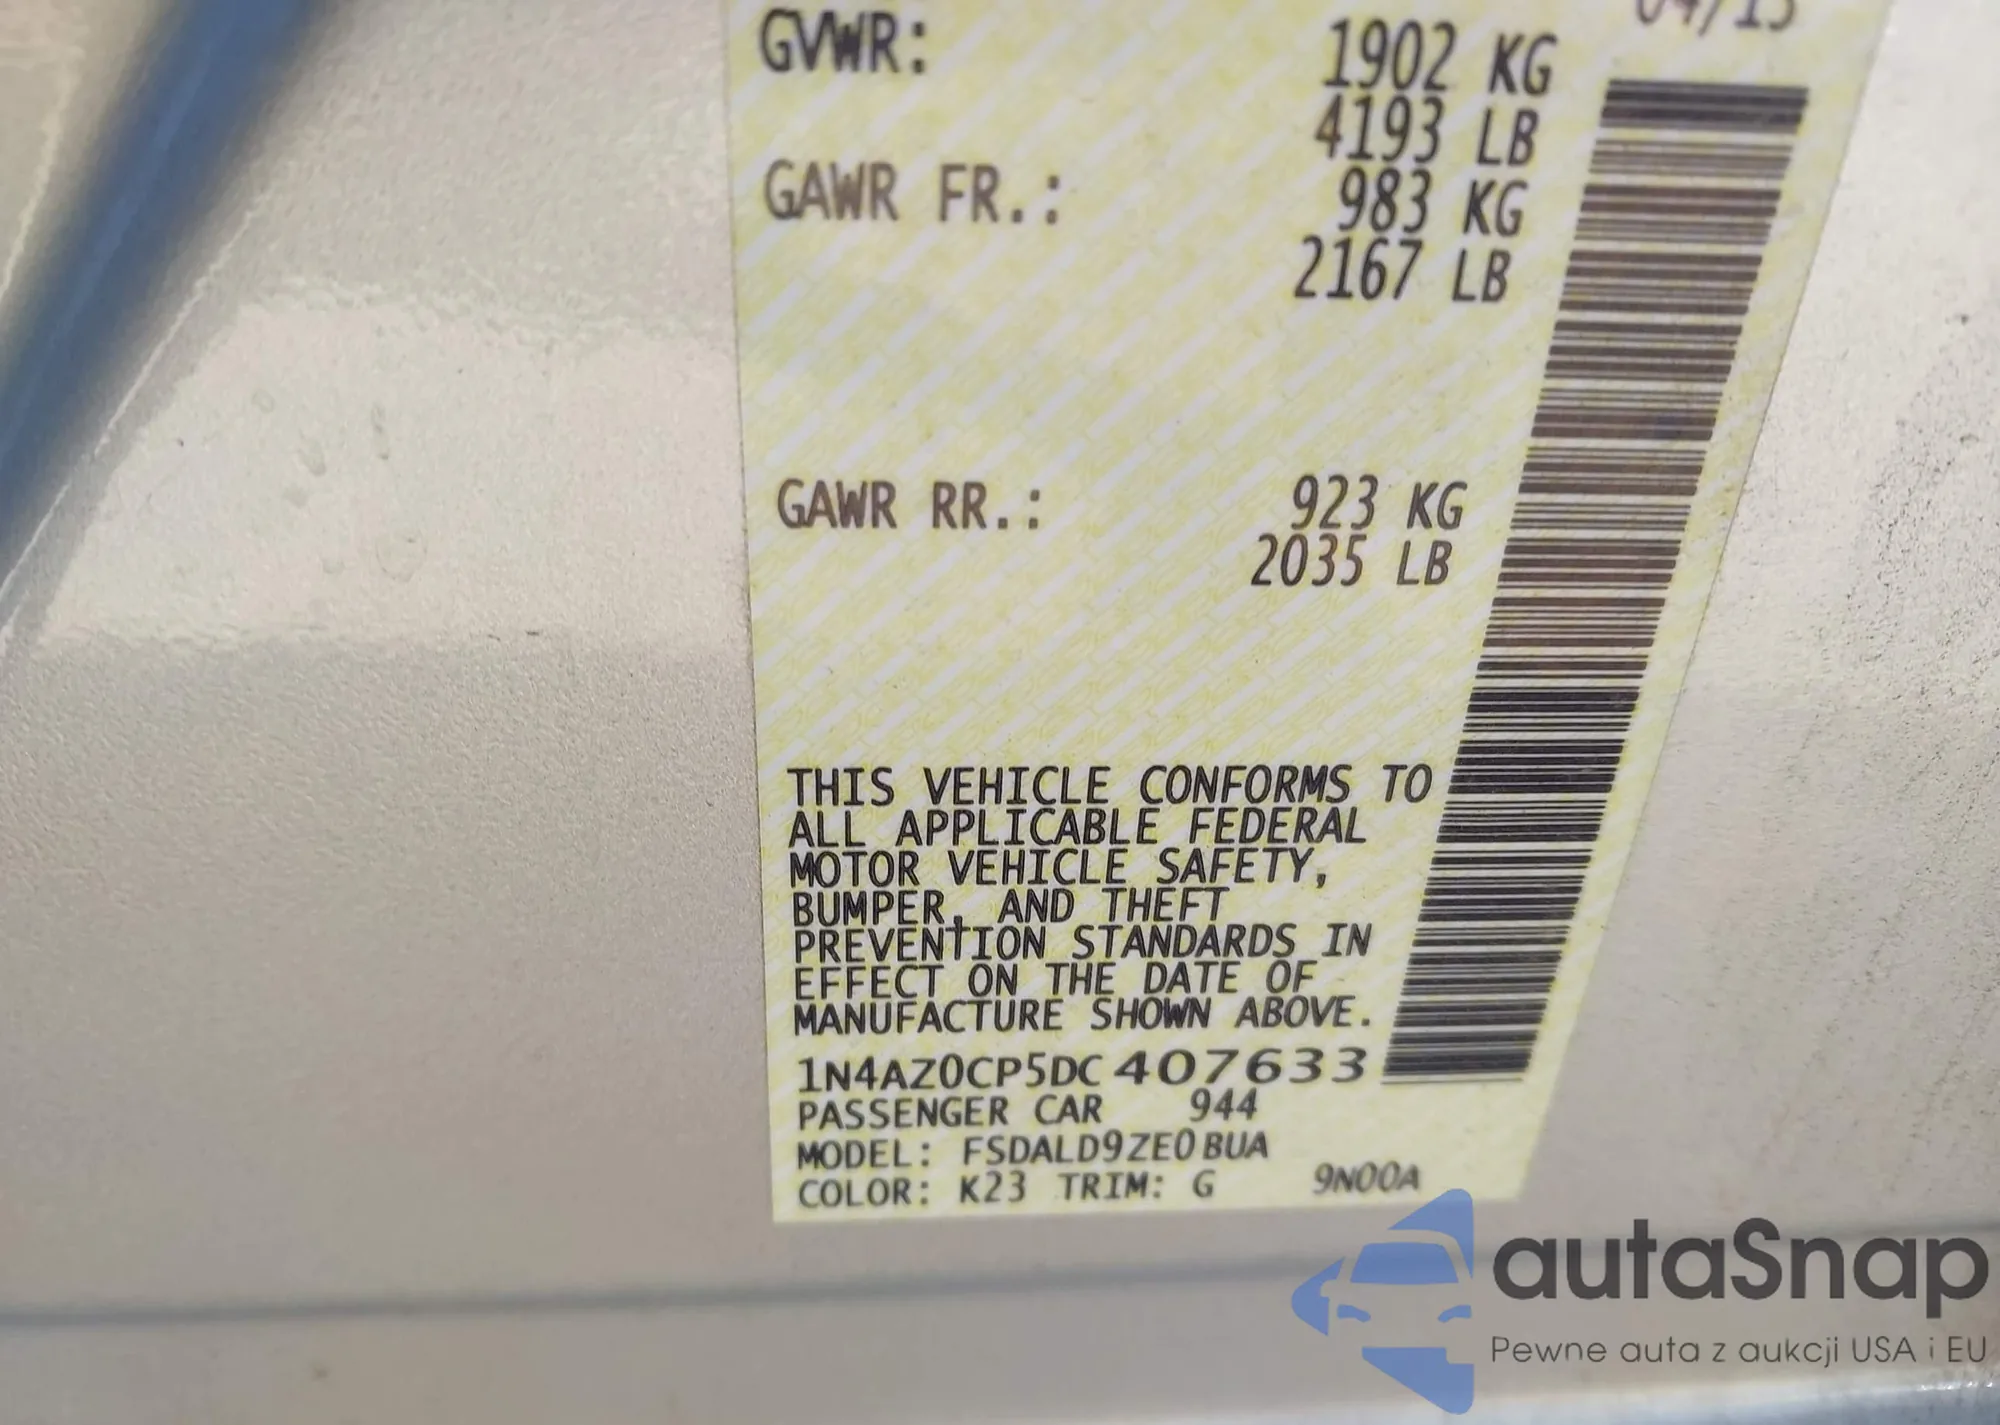 04/13
GVWR: 1902 KG
4193 LB
GAWR FR.: 983 KG
2167 LB
GAWR RR.: 923 KG
2035 LB
THIS VEHICLE CONFORMS TO
ALL APPLICABLE FEDERAL
MOTOR VEHICLE SAFETY,
BUMPER, AND THEFT
PREVENTION STANDARDS IN
EFFECT ON THE DATE OF
MANUFACTURE SHOWN ABOVE.
1N4AZ0CP5DC407633
PASSENGER CAR 944
MODEL: FSDALD9ZE0BUA
COLOR: K23 TRIM: G 9N00A
autaSnap
Pewne auta z aukcji USA i EU